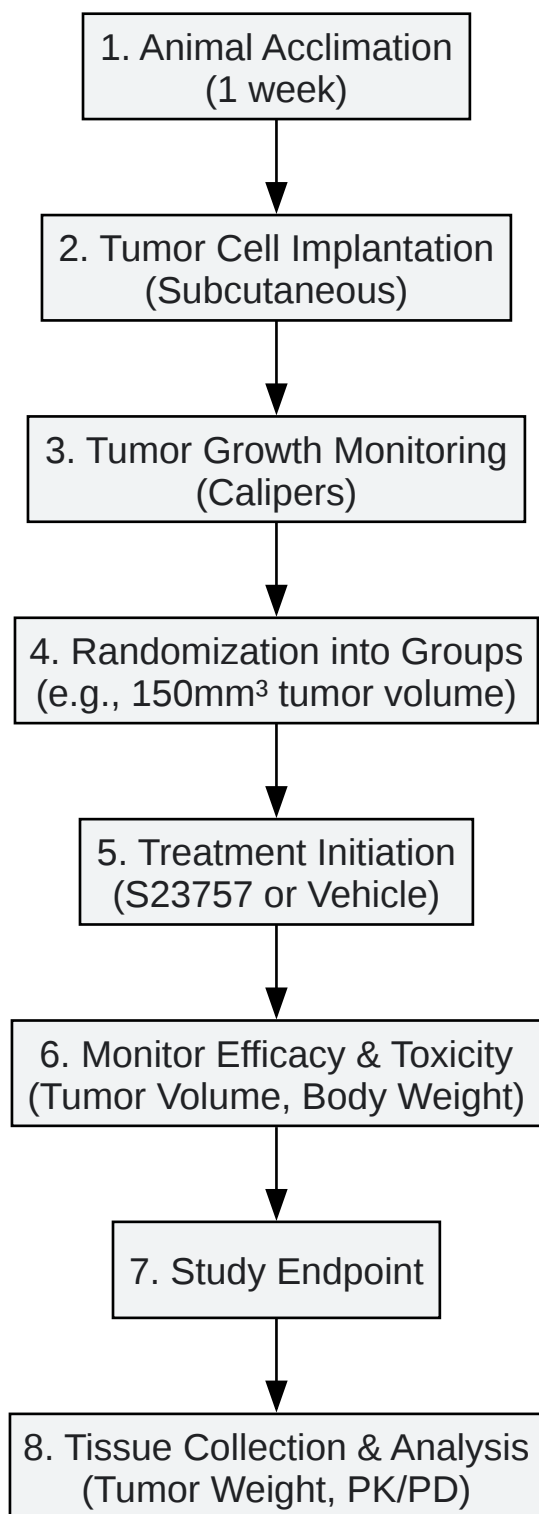 1. Animal Acclimation
(1 week)
2. Tumor Cell Implantation
(Subcutaneous)
3. Tumor Growth Monitoring
(Calipers)
4. Randomization into Groups
(e.g., 150mm³ tumor volume)
5. Treatment Initiation
(S23757 or Vehicle)
6. Monitor Efficacy & Toxicity
(Tumor Volume, Body Weight)
7. Study Endpoint
8. Tissue Collection & Analysis
(Tumor Weight, PK/PD)